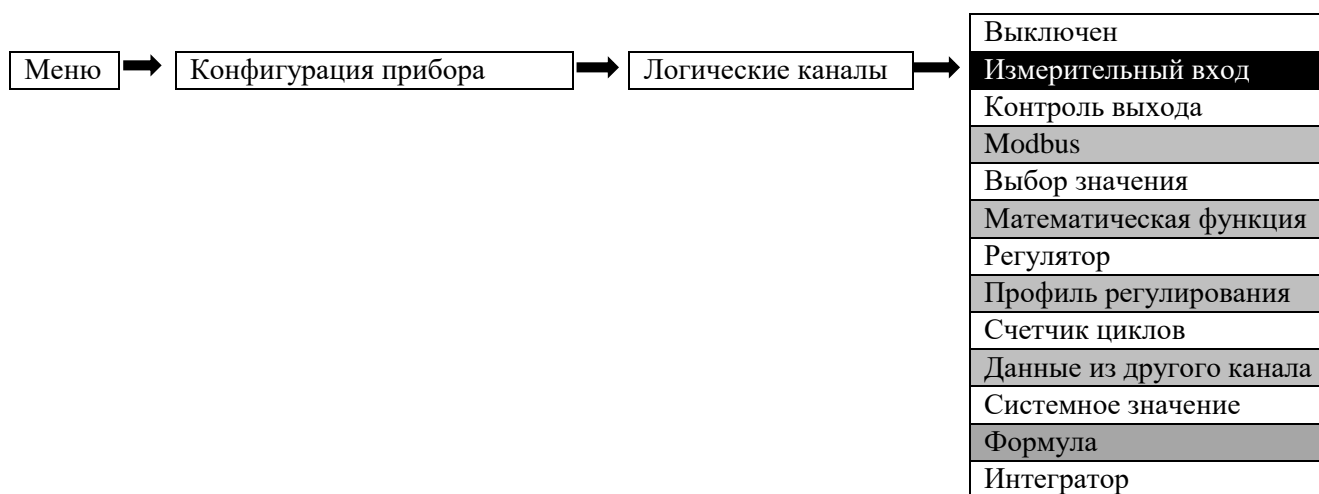 Меню
Конфигурация прибора
Логические каналы
Выключен
Измерительный вход
Контроль выхода
Modbus
Выбор значения
Математическая функция
Регулятор
Профиль регулирования
Счетчик циклов
Данные из другого канала
Системное значение
Формула
Интегратор